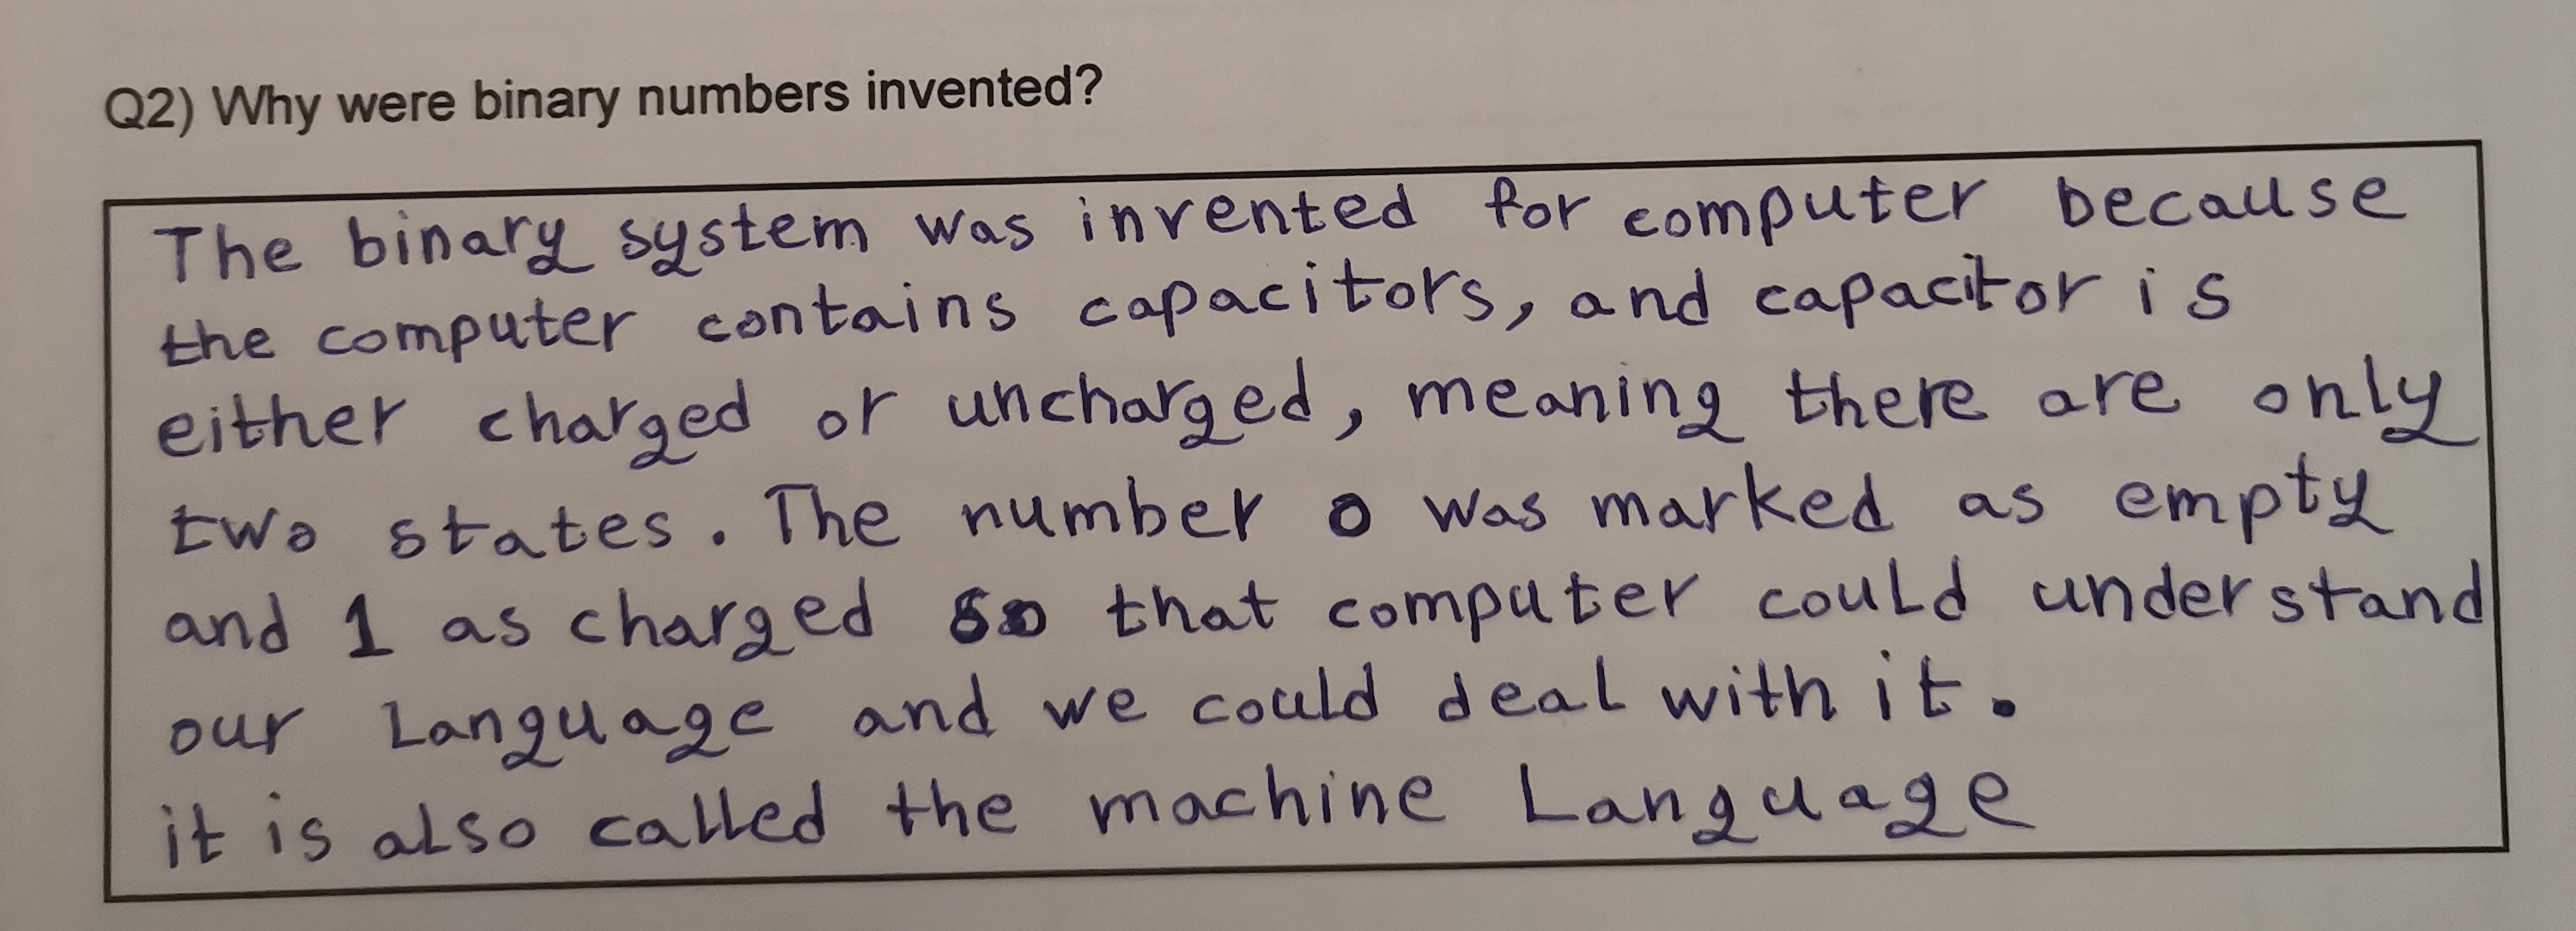 Q2) Why were binary numbers invented?
The binary system was invented for computer because
the computer contains capacitors, and capacitor is
either charged or uncharged, meaning there are only
two states. The number 0 was marked as empty
and 1 as charged so that computer could understand
our Language and we could deal with it.
it is also called the machine Language